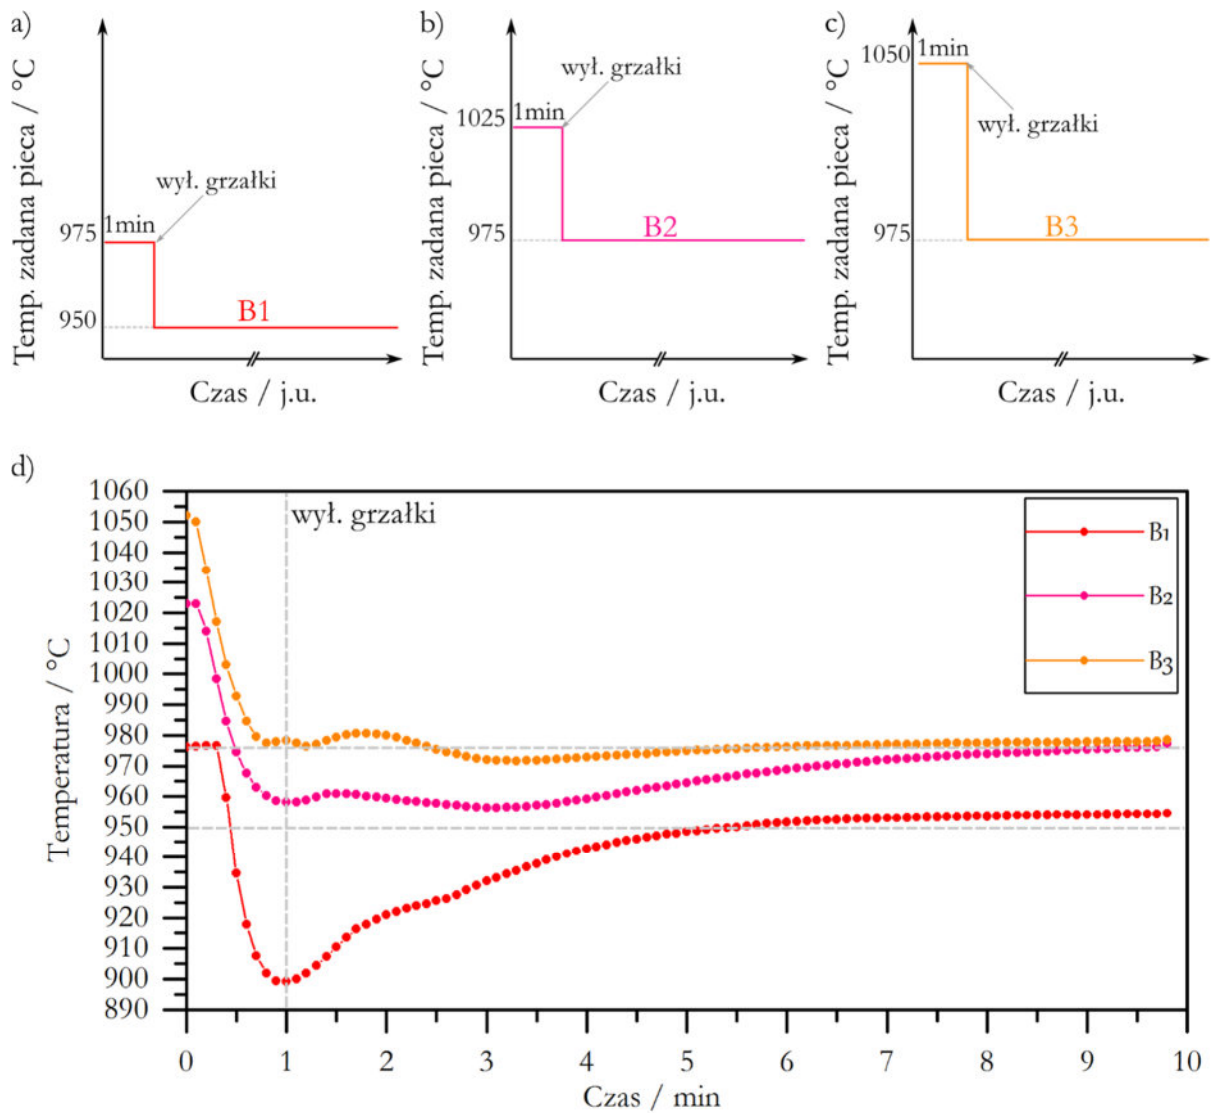 a)
Temp. zadana pieca / °C
975
950
1min
wył. grzałki
B1
Czas / j.u.
b)
Temp. zadana pieca / °C
1025
975
1min
wył. grzałki
B2
Czas / j.u.
c)
Temp. zadana pieca / °C
1050
975
1min
wył. grzałki
B3
Czas / j.u.
d)
Temperatura / °C
1060
1050
1040
1030
1020
1010
1000
990
980
970
960
950
940
930
920
910
900
890
wył. grzałki
B1
B2
B3
0 1 2 3 4 5 6 7 8 9 10
Czas / min